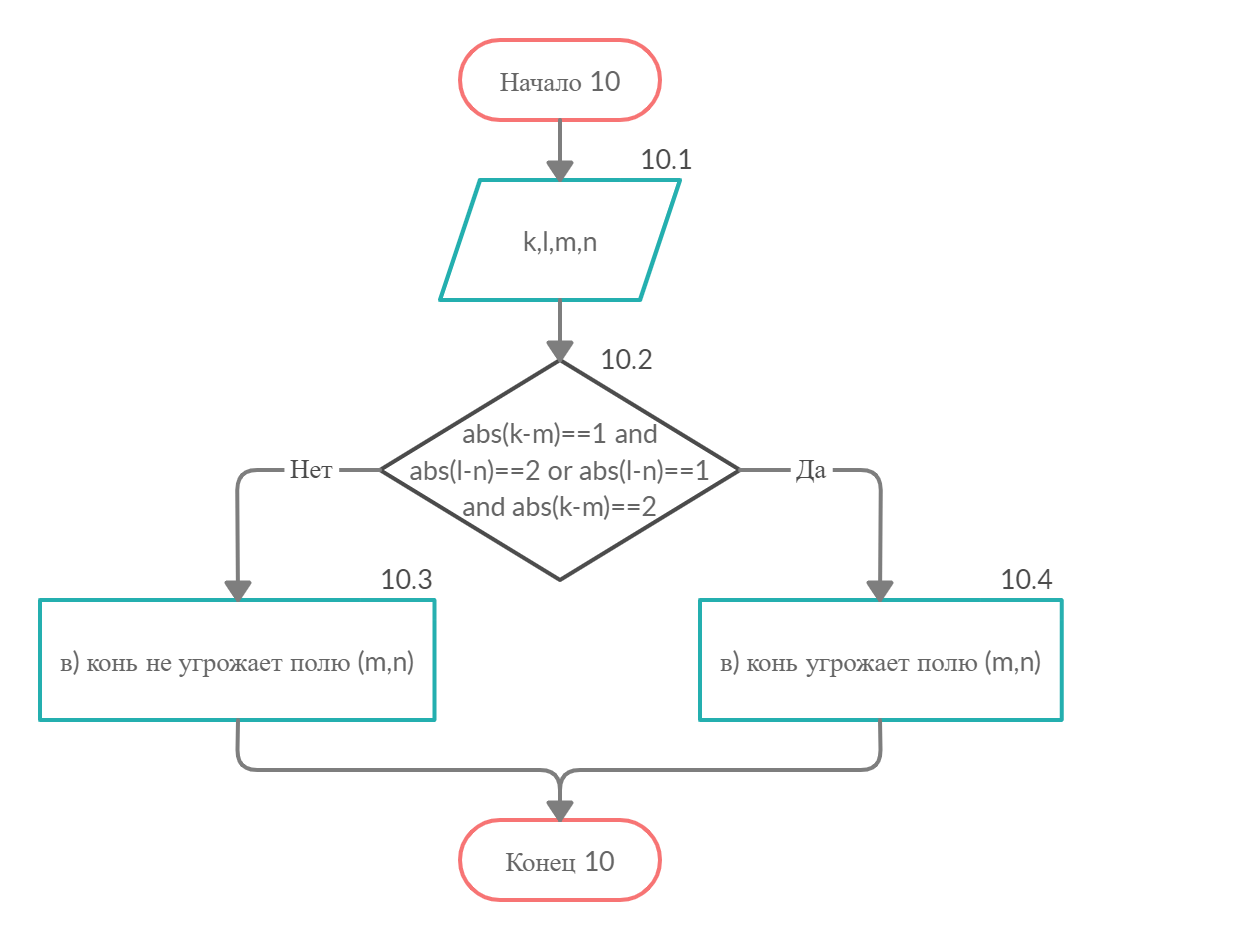 Начало 10
10.1
k,l,m,n
10.2
abs(k-m)==1 and
abs(l-n)==2 or abs(l-n)==1
and abs(k-m)==2
Нет
Да
10.3
10.4
в) конь не угрожает полю (m,n)
в) конь угрожает полю (m,n)
Конец 10